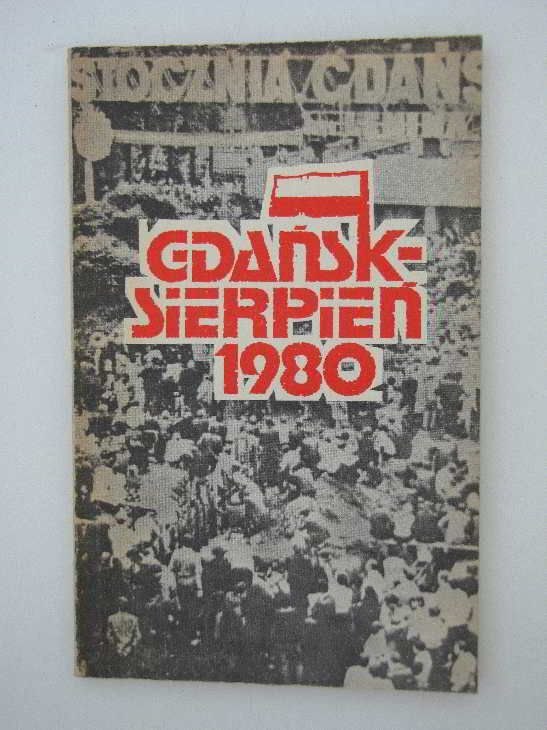 STOCZNIA GDAŃS
GDAŃSK-
SIERPIEŃ
1980